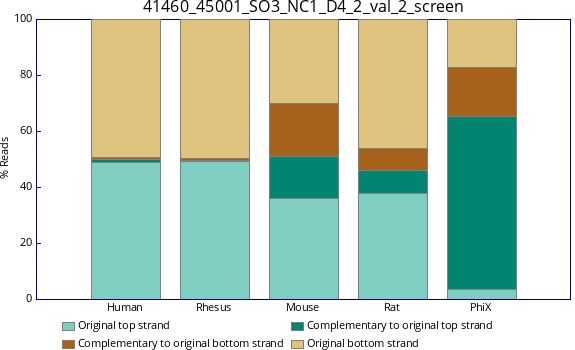 41460_45001_SO3_NC1_D4_2_val_2_screen
100
80
60
40
20
0
% Reads
Human Rhesus Mouse Rat PhiX
Original top strand Complementary to original top strand
Complementary to original bottom strand Original bottom strand